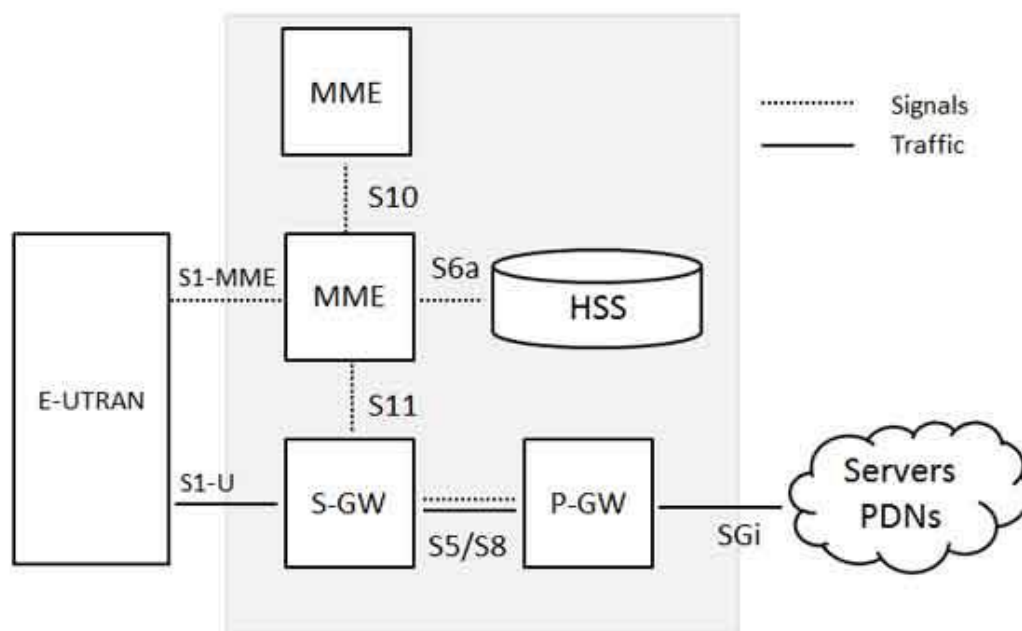 MME
Signals
Traffic
S10
S1-MME
MME
S6a
HSS
E-UTRAN
S11
S1-U
S-GW
S5/S8
P-GW
SGi
Servers
PDNs